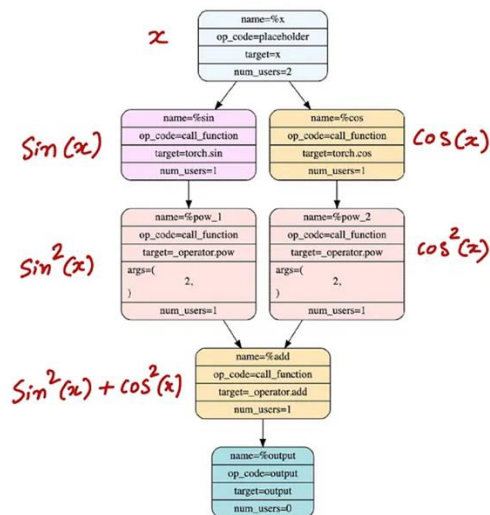 x
name=%x
op_code=placeholder
target=x
num_users=2
Sin(x)
name=%sin
op_code=call_function
target=torch.sin
num_users=1
name=%cos
op_code=call_function
target=torch.cos
num_users=1
COS(x)
Sin²(x)
name=%pow_1
op_code=call_function
target=_operator.pow
args=(
2,
)
num_users=1
name=%pow_2
op_code=call_function
target=_operator.pow
args=(
2,
)
num_users=1
COS²(x)
Sin²(x) + COS²(x)
name=%add
op_code=call_function
target=_operator.add
num_users=1
name=%output
op_code=output
target=output
num_users=0